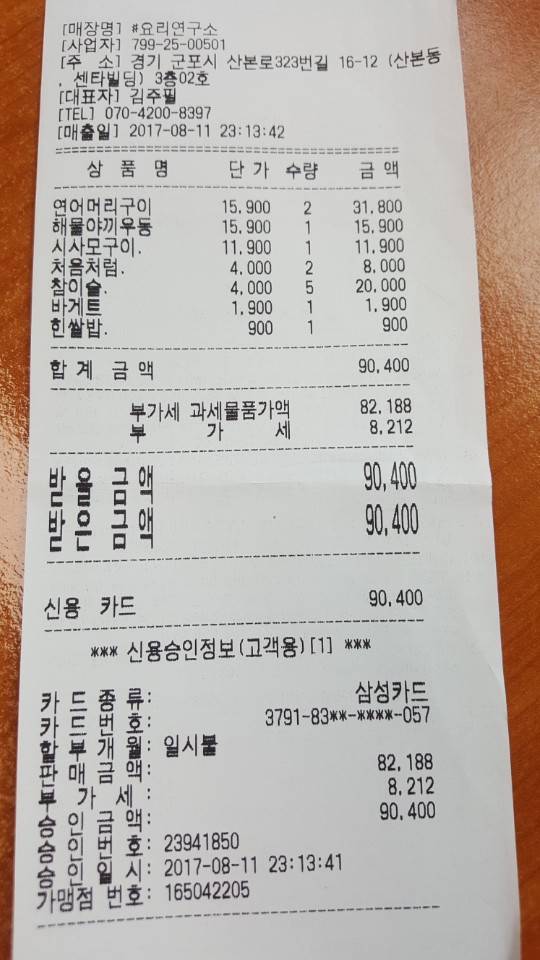 [매장명] #요리연구소
[사업자] 799-25-00501
[주 소] 경기 군포시 산본로323번길 16-12 (산본동
, 센타빌딩) 3층02호
[대표자] 김주필
[TEL] 070-4200-8397
[매출일] 2017-08-11 23:13:42
상 품 명 단 가 수량 금 액
연어머리구이 15,900 2 31,800
해물야끼우동 15,900 1 15,900
시사모구이. 11,900 1 11,900
처음처럼. 4,000 2 8,000
참이슬. 4,000 5 20,000
바게트 1,900 1 1,900
흰쌀밥. 900 1 900
합 계 금 액 90,400
부가세 과세물품가액 82,188
부 가 세 8,212
받을 금액 90,400
받은 금액 90,400
신용 카드 90,400
*** 신용승인정보(고객용)[1] ***
카 드 종 류: 삼성카드
카 드 번 호: 3791-83**-****-057
할 부 개 월: 일시불
판 매 금 액: 82,188
부 가 세 : 8,212
승 인 금 액: 90,400
승 인 번 호: 23941850
승 인 일 시: 2017-08-11 23:13:41
가맹점 번호: 165042205